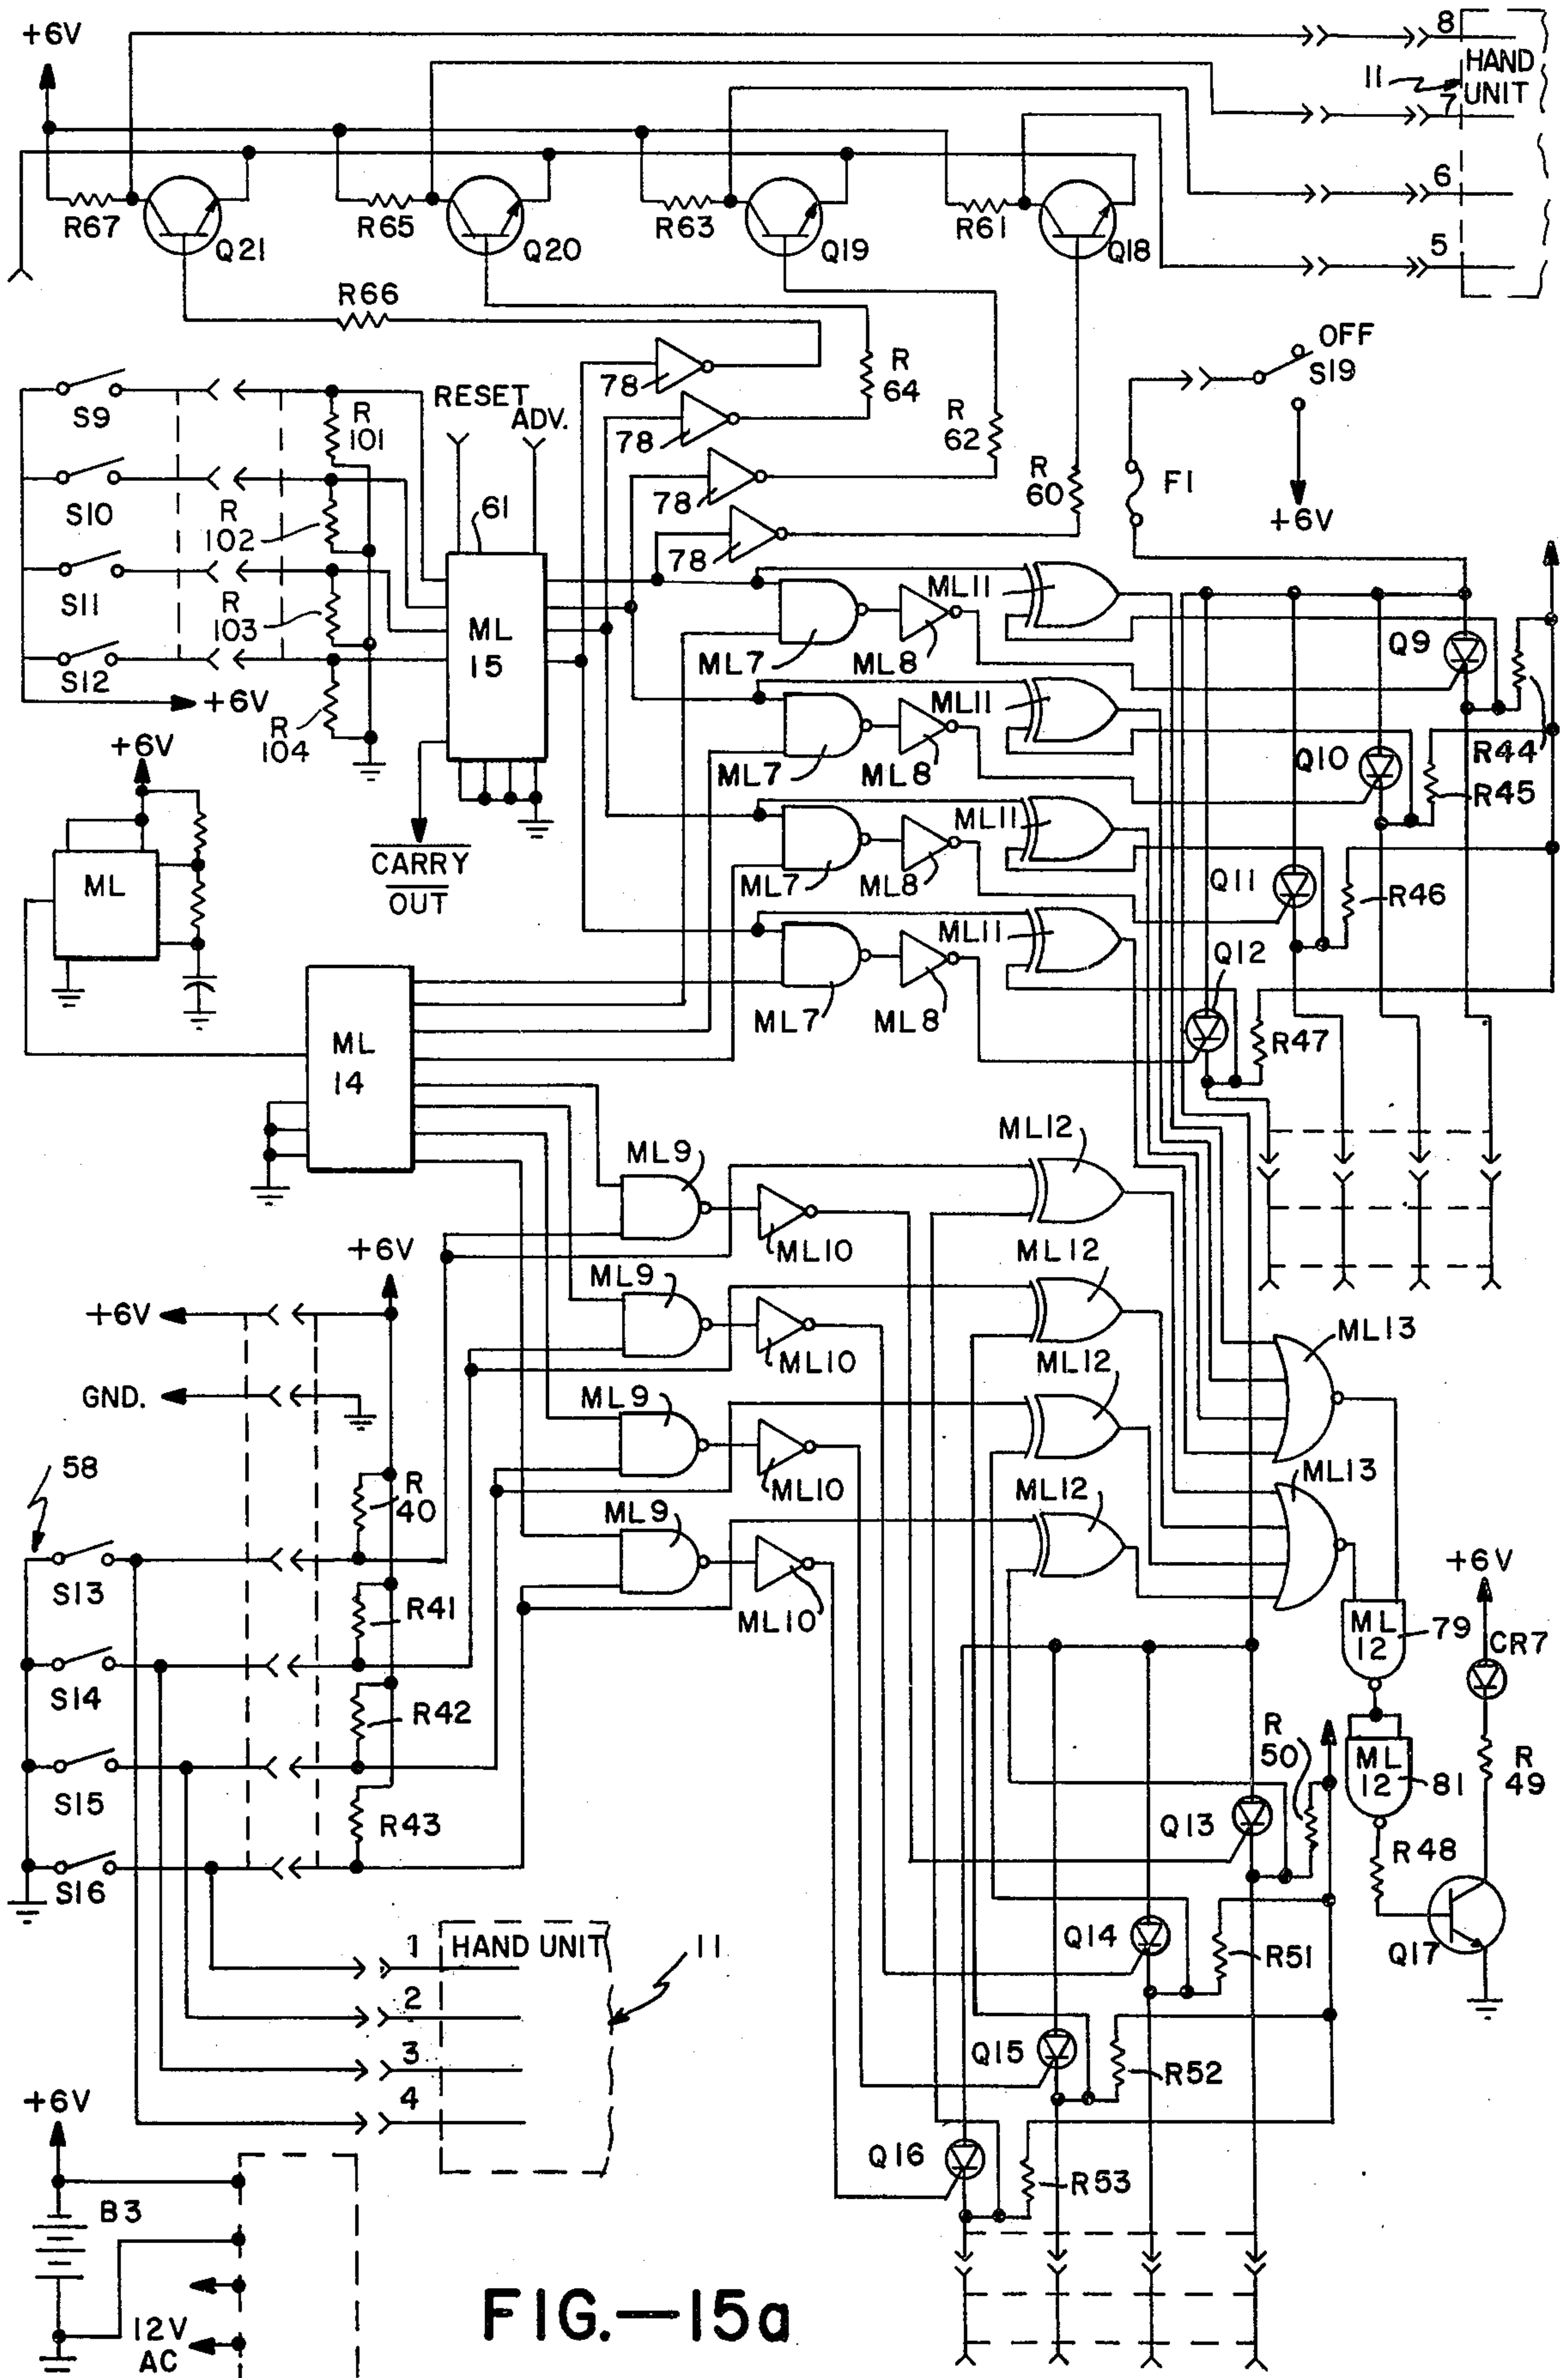 +6V
8
HAND
UNIT
11
7
6
5
R67
Q21
R65
Q20
R63
Q19
R61
Q18
R66
OFF
S19
78
R
64
RESET
ADV.
S9
R
101
78
R
62
F1
S10
R
102
61
78
R
60
+6V
78
S11
R
103
ML
15
ML11
ML7
ML8
Q9
S12
+6V
R
104
ML11
R44
+6V
ML7
ML8
Q10
R45
CARRY
OUT
ML11
ML
ML7
ML8
Q11
R46
ML11
Q12
ML7
ML8
R47
ML
14
ML12
ML9
ML10
ML12
+6V
ML9
+6V
ML13
ML10
ML12
GND.
ML9
58
R
40
ML10
ML12
ML13
ML9
+6V
S13
R41
ML10
ML
12
79
CR7
S14
R42
R
50
ML
12
81
R
49
S15
R43
Q13
R48
S16
1
HAND UNIT
11
Q14
R51
Q17
2
3
Q15
R52
4
+6V
Q16
R53
B3
12V
AC
FIG.—15a